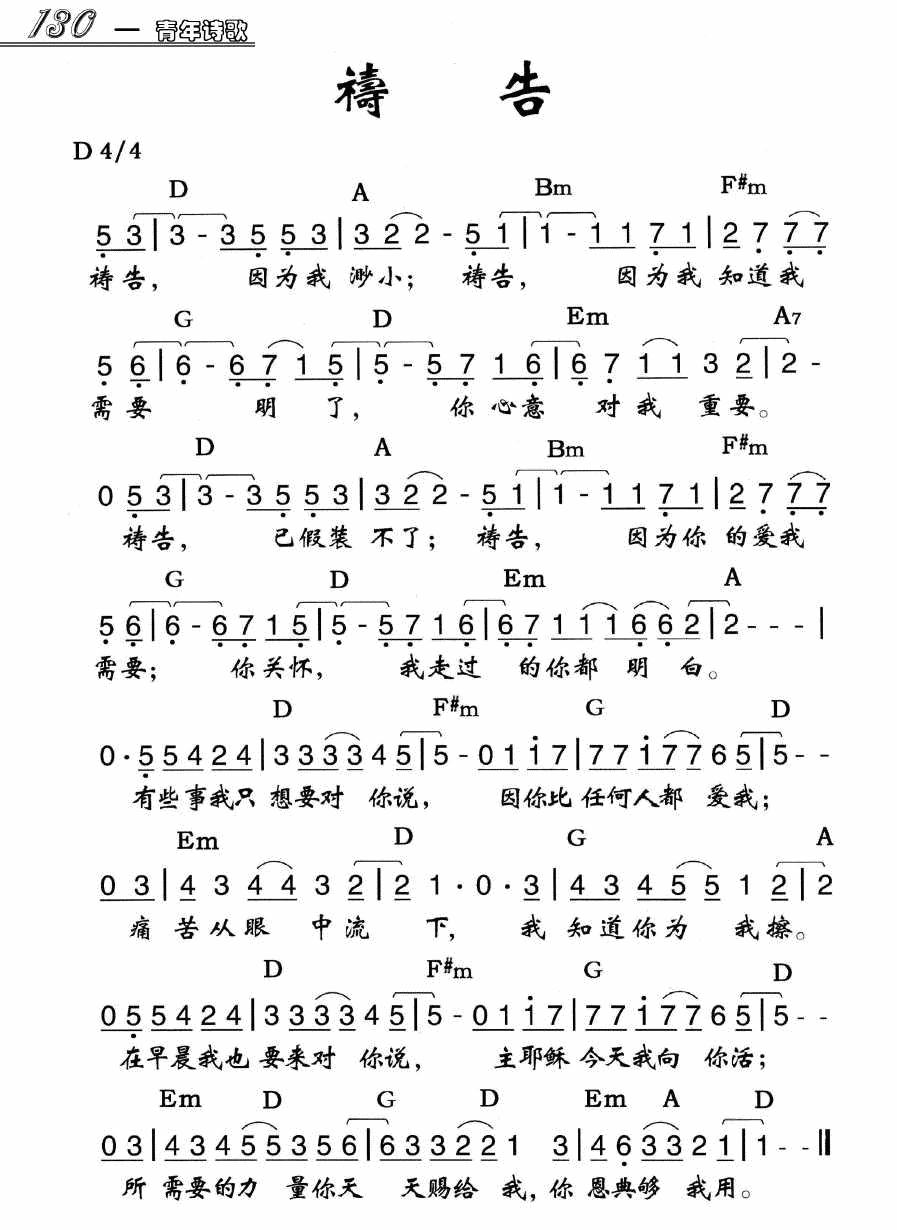 130 — 青年诗歌
禱 告
D 4/4
D A Bm F#m
5 3 | 3 - 3 5 5 3 | 3 2 2 - 5 1 | 1 - 1 1 7 1 | 2 7 7 7
祷告， 因为我 渺小； 祷告， 因为我 知道我
G D Em A7
5 6 | 6 - 6 7 1 5 | 5 - 5 7 1 6 | 6 7 1 1 3 2 | 2 -
需要 明 了， 你 心意 对我 重要。
D A Bm F#m
0 5 3 | 3 - 3 5 5 3 | 3 2 2 - 5 1 | 1 - 1 1 7 1 | 2 7 7 7
祷告， 已假装 不了； 祷告， 因为你 的爱我
G D Em A
5 6 | 6 - 6 7 1 5 | 5 - 5 7 1 6 | 6 7 1 1 1 6 6 2 | 2 - - - |
需要； 你关怀， 我走过 的你都 明 白。
D F#m G D
0 · 5 5 4 2 4 | 3 3 3 3 4 5 | 5 - 0 1 1 7 | 7 7 1 7 7 6 5 | 5 - -
有些事我只 想要对 你说， 因你比 任何人都 爱我；
Em D G A
0 3 | 4 3 4 4 3 2 | 2 1 · 0 · 3 | 4 3 4 5 5 1 2 | 2
痛 苦从眼 中流 下， 我 知道你为 我擦。
D F#m G D
0 5 5 4 2 4 | 3 3 3 3 4 5 | 5 - 0 1 1 7 | 7 7 1 7 7 6 5 | 5 - -
在早晨我也 要来对 你说， 主耶稣 今天我向 你活；
Em D G D Em A D
0 3 | 4 3 4 5 5 3 5 6 | 6 3 3 2 2 1 3 | 4 6 3 3 2 1 | 1 - - ‖
所 需要的力 量你天 天赐给 我，你 恩典够 我用。